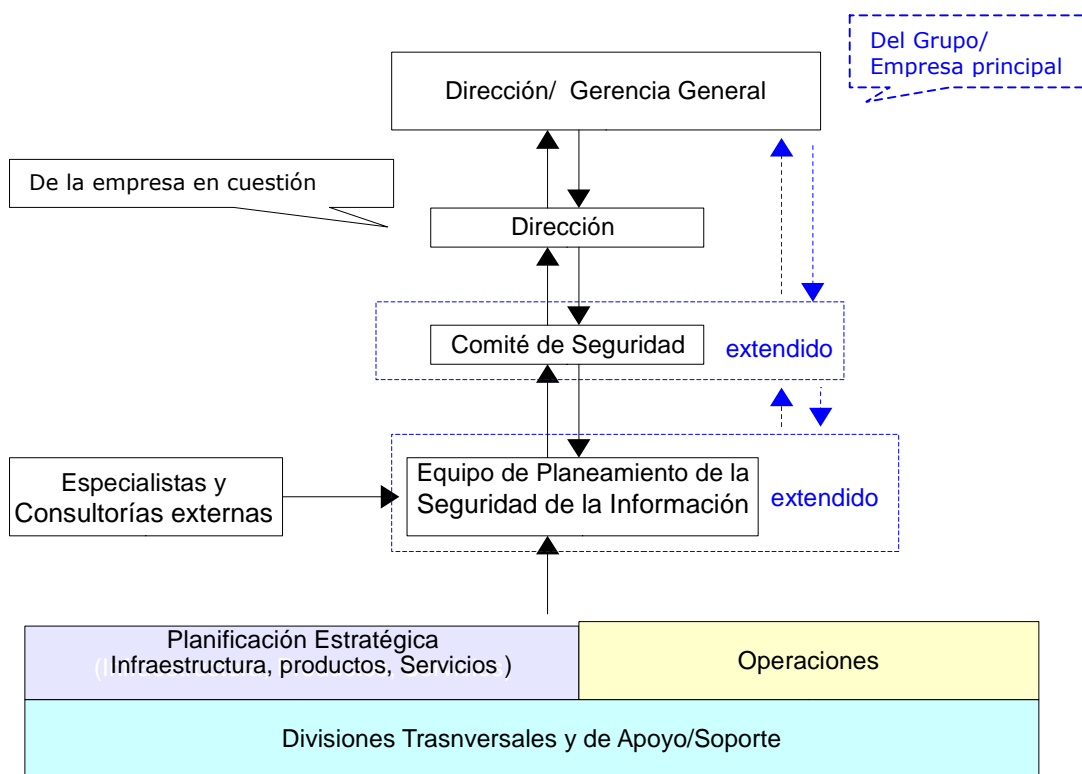 Del Grupo/
Empresa principal
Dirección/ Gerencia General
De la empresa en cuestión
Dirección
Comité de Seguridad
extendido
Especialistas y
Consultorías externas
Equipo de Planeamiento de la
Seguridad de la Información
extendido
Planificación Estratégica
Infraestructura, productos, Servicios )
Operaciones
Divisiones Trasnversales y de Apoyo/Soporte